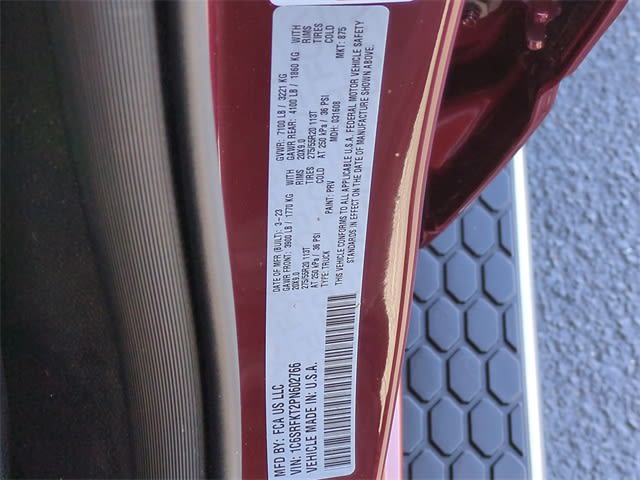 MFD BY: FCA US LLC
DATE OF MFR (BUILT): 3-23
GVWR: 7100 LB / 3221 KG
GAWR FRONT: 3900 LB / 1770 KG WITH
20X9.0 RIMS
275/55R20 113T TIRES
AT 250 kPa / 36 PSI COLD
GAWR REAR: 4100 LB / 1860 KG WITH
20X9.0 RIMS
275/55R20 113T TIRES
AT 250 kPa / 36 PSI COLD
VIN: 1C6SRFKT2PN602766
TYPE: TRUCK
PAINT: PRV
MDH: 031608
MKT: 875
VEHICLE MADE IN: U.S.A.
THIS VEHICLE CONFORMS TO ALL APPLICABLE U.S.A. FEDERAL MOTOR VEHICLE SAFETY
STANDARDS IN EFFECT ON THE DATE OF MANUFACTURE SHOWN ABOVE.